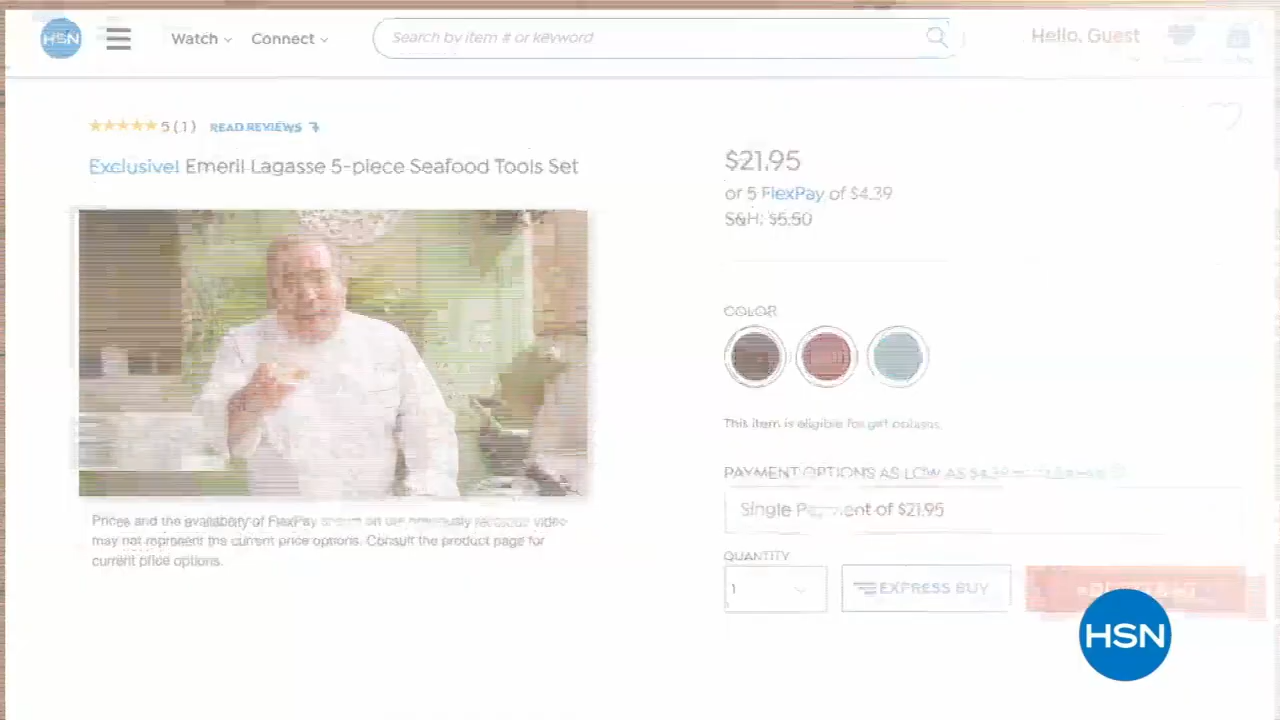 HSN
Watch Connect
Search by item # or keyword
Hello, Guest
5 (1) READ REVIEWS
Exclusive! Emeril Lagasse 5-piece Seafood Tools Set
$21.95
or 5 FlexPay of $4.39
S&H: $5.50
COLOR
This item is eligible for gift options.
PAYMENT OPTIONS AS LOW AS $4.39
Single of $21.95
QUANTITY
1
EXPRESS BUY
Prices and the availability of FlexPay
video
may not represent the current price options. Consult the product page for
current price options.
HSN